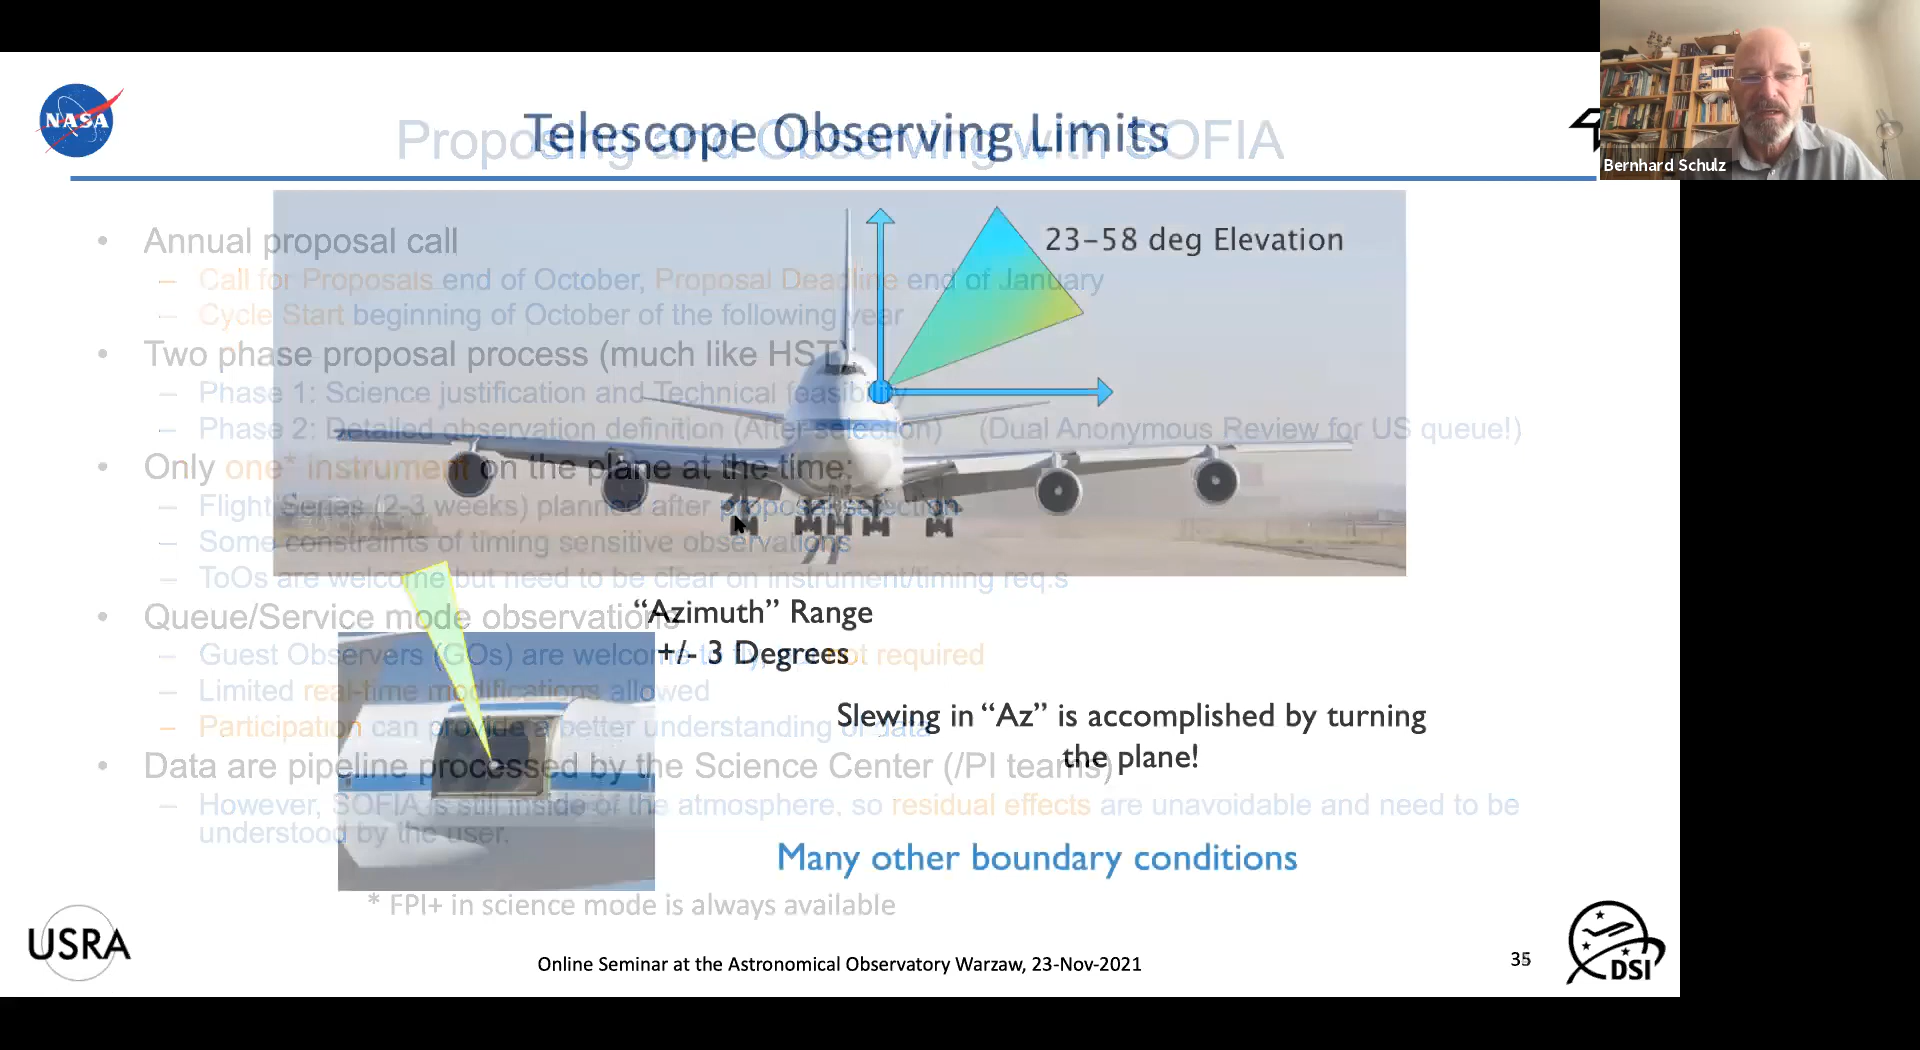 NASA
Telescope Observing Limits
Proposing and Observing with SOFIA
Bernhard Schulz
23-58 deg Elevation
• Annual proposal call
– Call for Proposals end of October, Proposal Deadline end of January
– Cycle Start beginning of October of the following year
• Two phase proposal process (much like HST)
– Phase 1: Science justification and Technical feasibility
– Phase 2: Detailed observation definition (After selection) (Dual Anonymous Review for US queue!)
• Only one* instrument on the plane at the time:
– Flight Series (2-3 weeks) planned after proposal selection
– Some constraints of timing sensitive observations
– ToOs are welcome but need to be clear on instrument/timing req.s
• Queue/Service mode observations
– Guest Observers (GOs) are welcome to fly, not required
– Limited real-time modifications allowed
– Participation can provide a better understanding of data
• Data are pipeline processed by the Science Center (/PI teams)
– However, SOFIA is still inside of the atmosphere, so residual effects are unavoidable and need to be
understood by the user.
"Azimuth" Range
+/- 3 Degrees
Slewing in "Az" is accomplished by turning
the plane!
Many other boundary conditions
* FPI+ in science mode is always available
USRA
Online Seminar at the Astronomical Observatory Warzaw, 23-Nov-2021
35
DSI